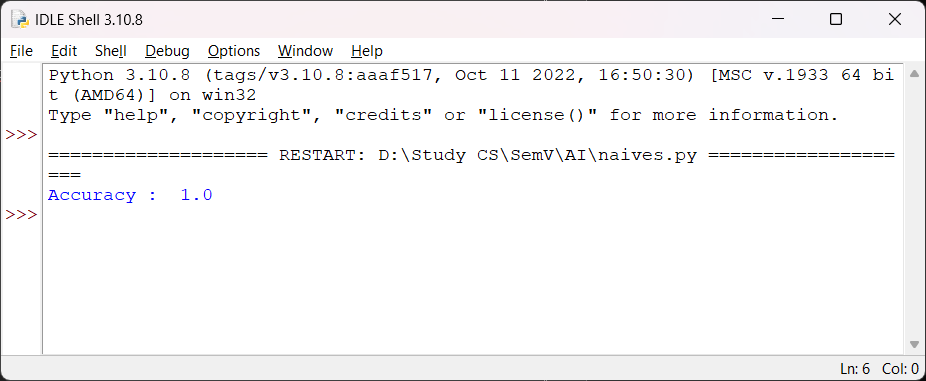 IDLE Shell 3.10.8
File Edit Shell Debug Options Window Help
Python 3.10.8 (tags/v3.10.8:aaaf517, Oct 11 2022, 16:50:30) [MSC v.1933 64 bi
t (AMD64)] on win32
Type "help", "copyright", "credits" or "license()" for more information.
>>>
==================== RESTART: D:\Study CS\SemV\AI\naives.py =================
===
Accuracy :  1.0
>>>
Ln: 6 Col: 0